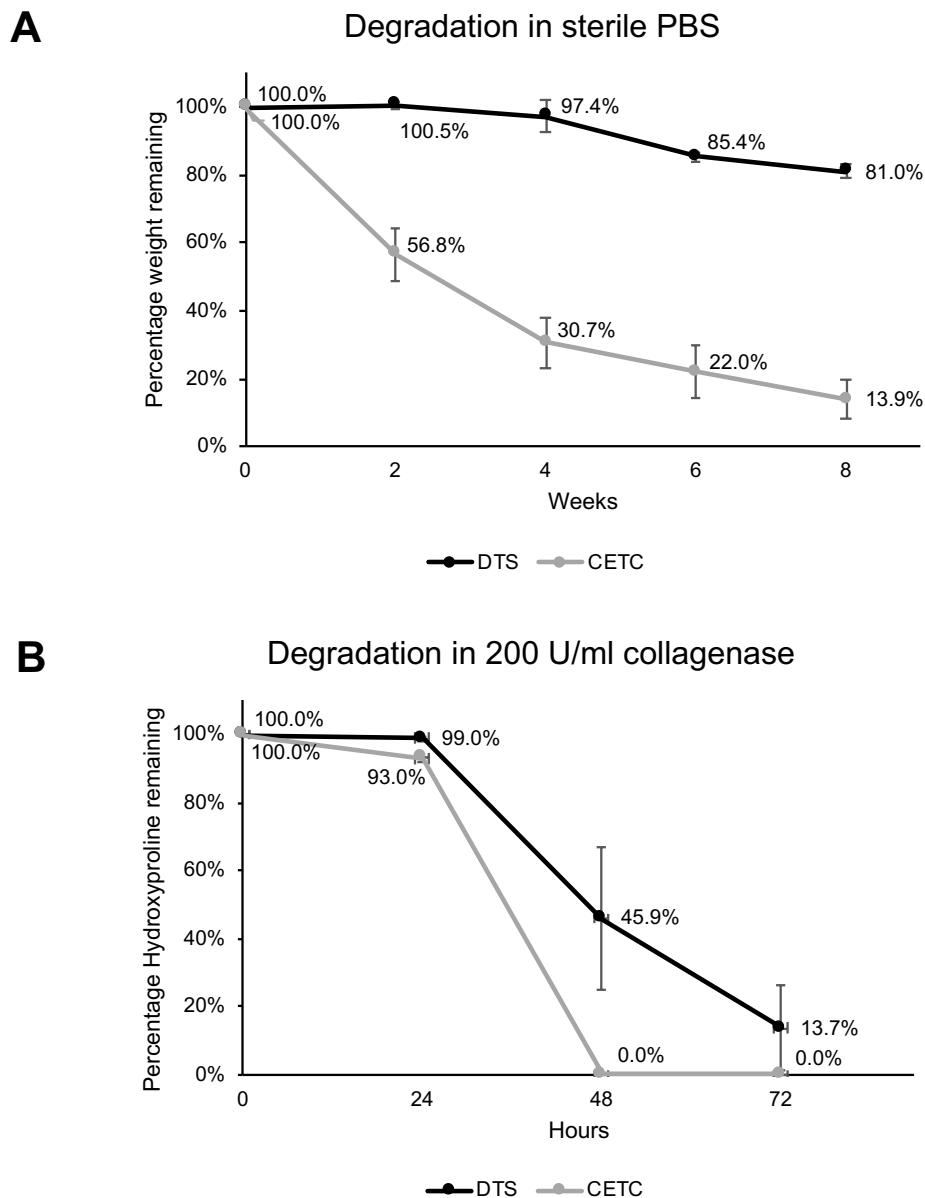 A
Degradation in sterile PBS
Percentage weight remaining
100%
80%
60%
40%
20%
0%
100.0%
100.0%
100.5%
97.4%
85.4%
81.0%
56.8%
30.7%
22.0%
13.9%
0 2 4 6 8
Weeks
DTS CETC
B
Degradation in 200 U/ml collagenase
Percentage Hydroxyproline remaining
100%
80%
60%
40%
20%
0%
100.0%
100.0%
99.0%
93.0%
45.9%
13.7%
0.0%
0.0%
0 24 48 72
Hours
DTS CETC